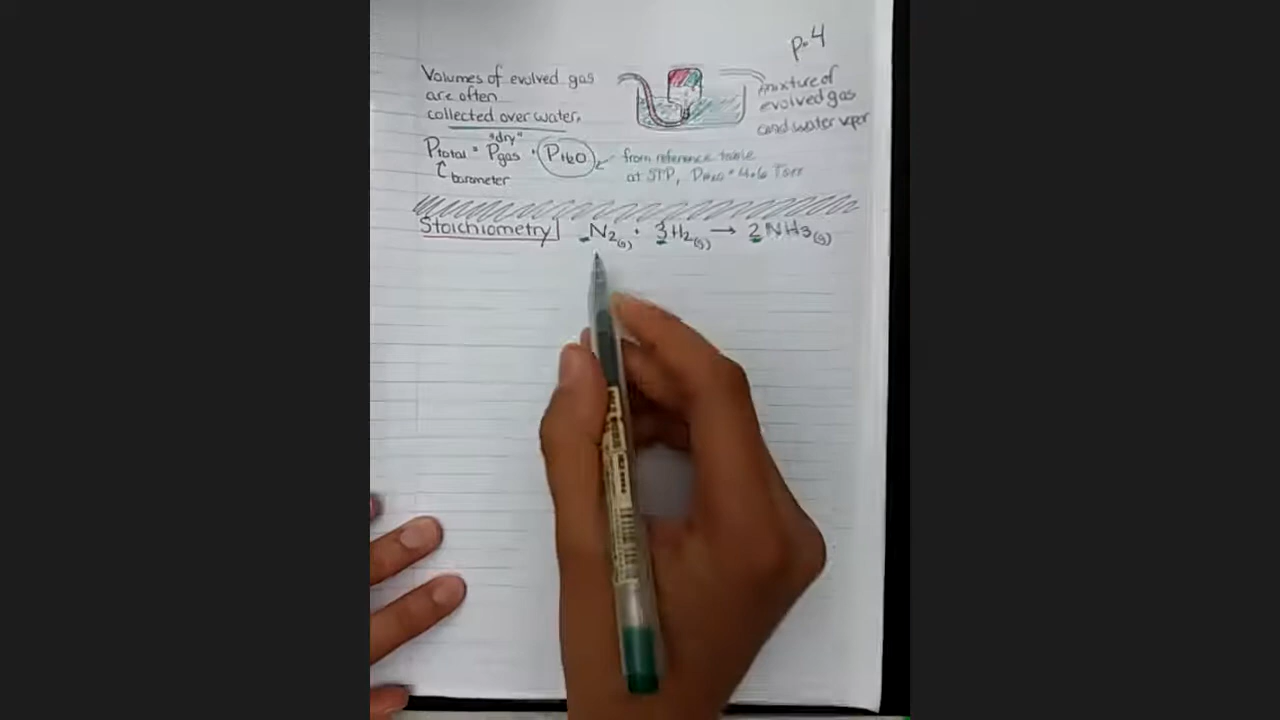 p.4
Volumes of evolved gas
are often
collected over water.
mixture of
evolved gas
and water vapor
"dry"
Ptotal = Pgas + PH2O
barometer
from reference table
at STP, PH2O = 4.6 Torr
Stoichiometry
_N2(g) + 3H2(g) → 2NH3(g)